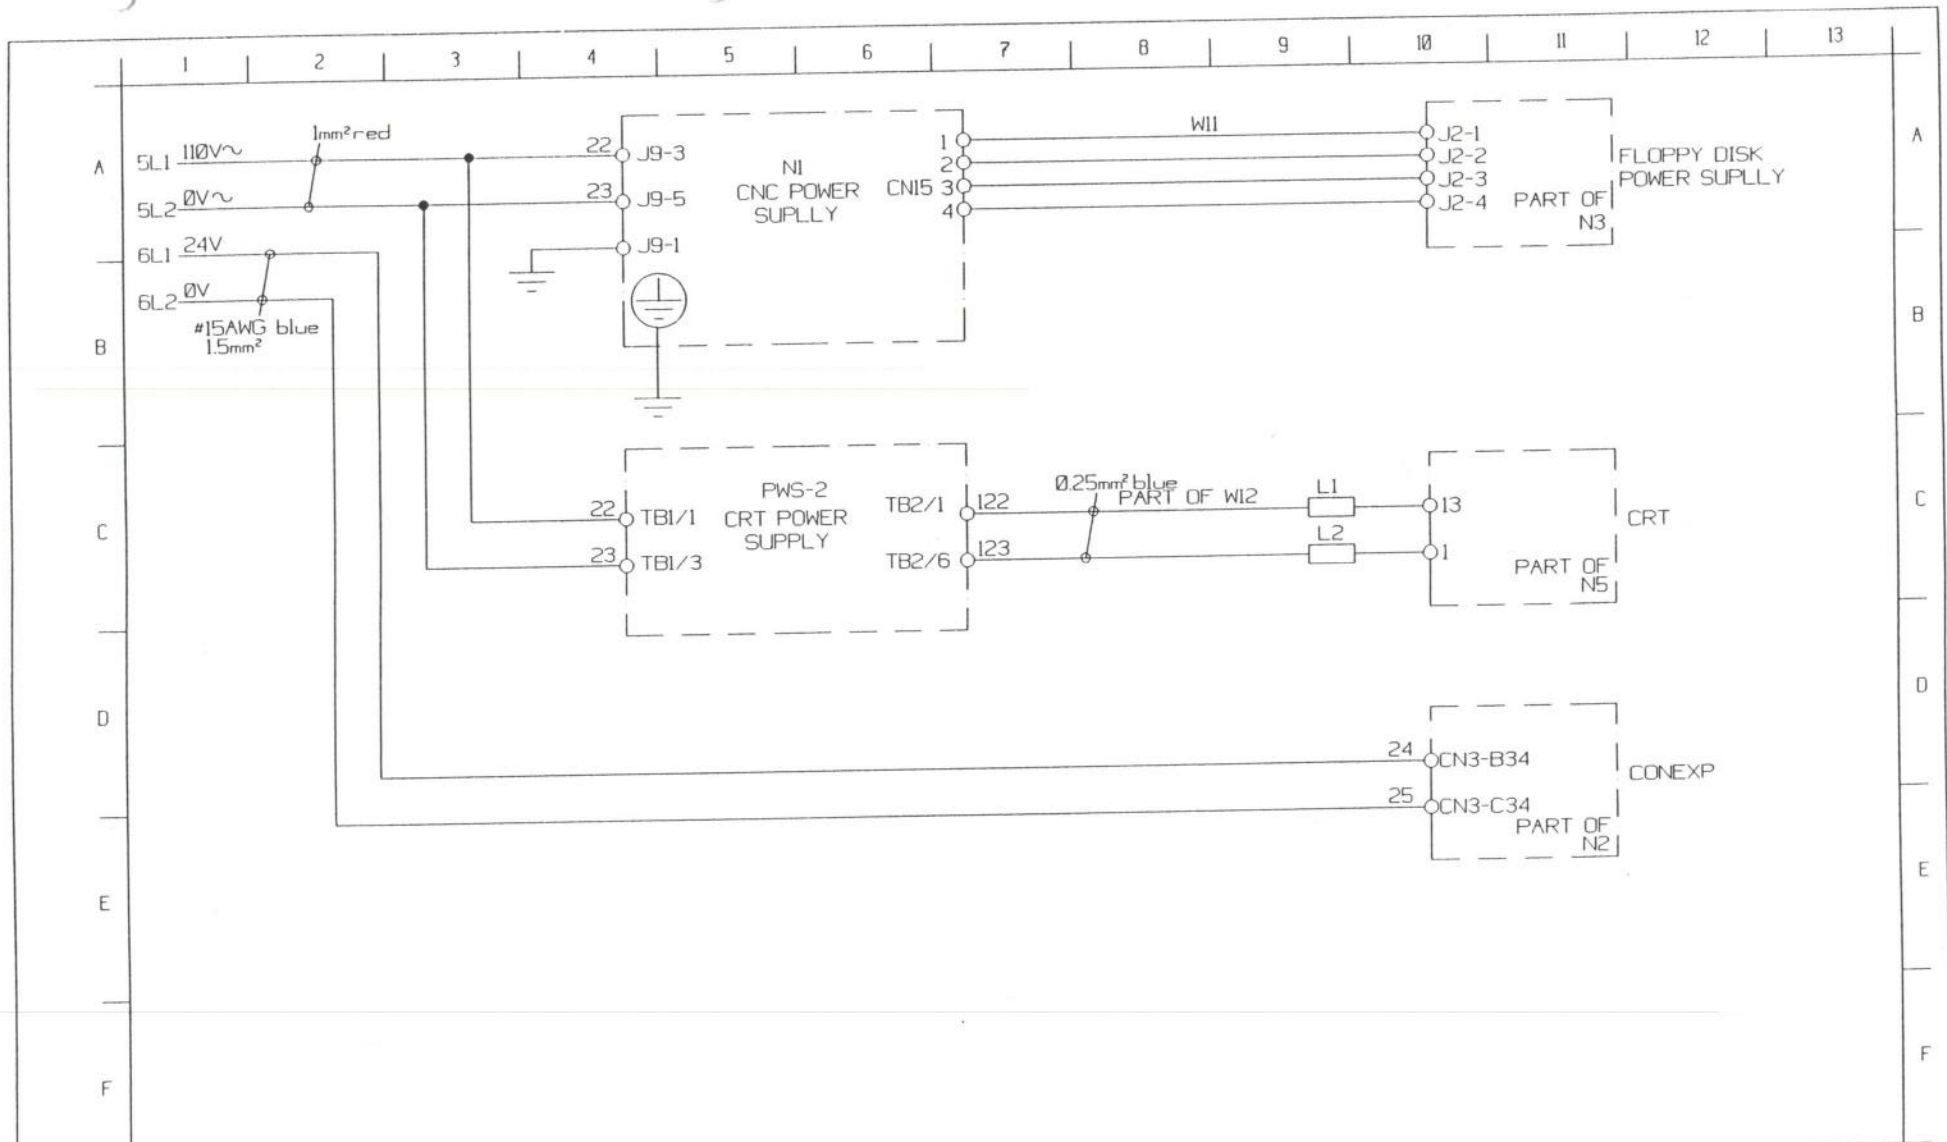 1 2 3 4 5 6 7 8 9 10 11 12 13
A A
1mm² red
5L1 110V~
22 J9-3
5L2 0V~
23 J9-5
J9-1
N1
CNC POWER
SUPLLY
CN15
1
2
3
4
W11
J2-1
J2-2
J2-3
J2-4
PART OF
N3
FLOPPY DISK
POWER SUPLLY
6L1 24V
6L2 0V
#15AWG blue
1.5mm²
B B
C C
22 TB1/1
23 TB1/3
PWS-2
CRT POWER
SUPPLY
TB2/1 122
TB2/6 123
0.25mm² blue
PART OF W12
L1
L2
13
1
PART OF
N5
CRT
D D
24 CN3-B34
25 CN3-C34
PART OF
N2
CONEXP
E E
F F